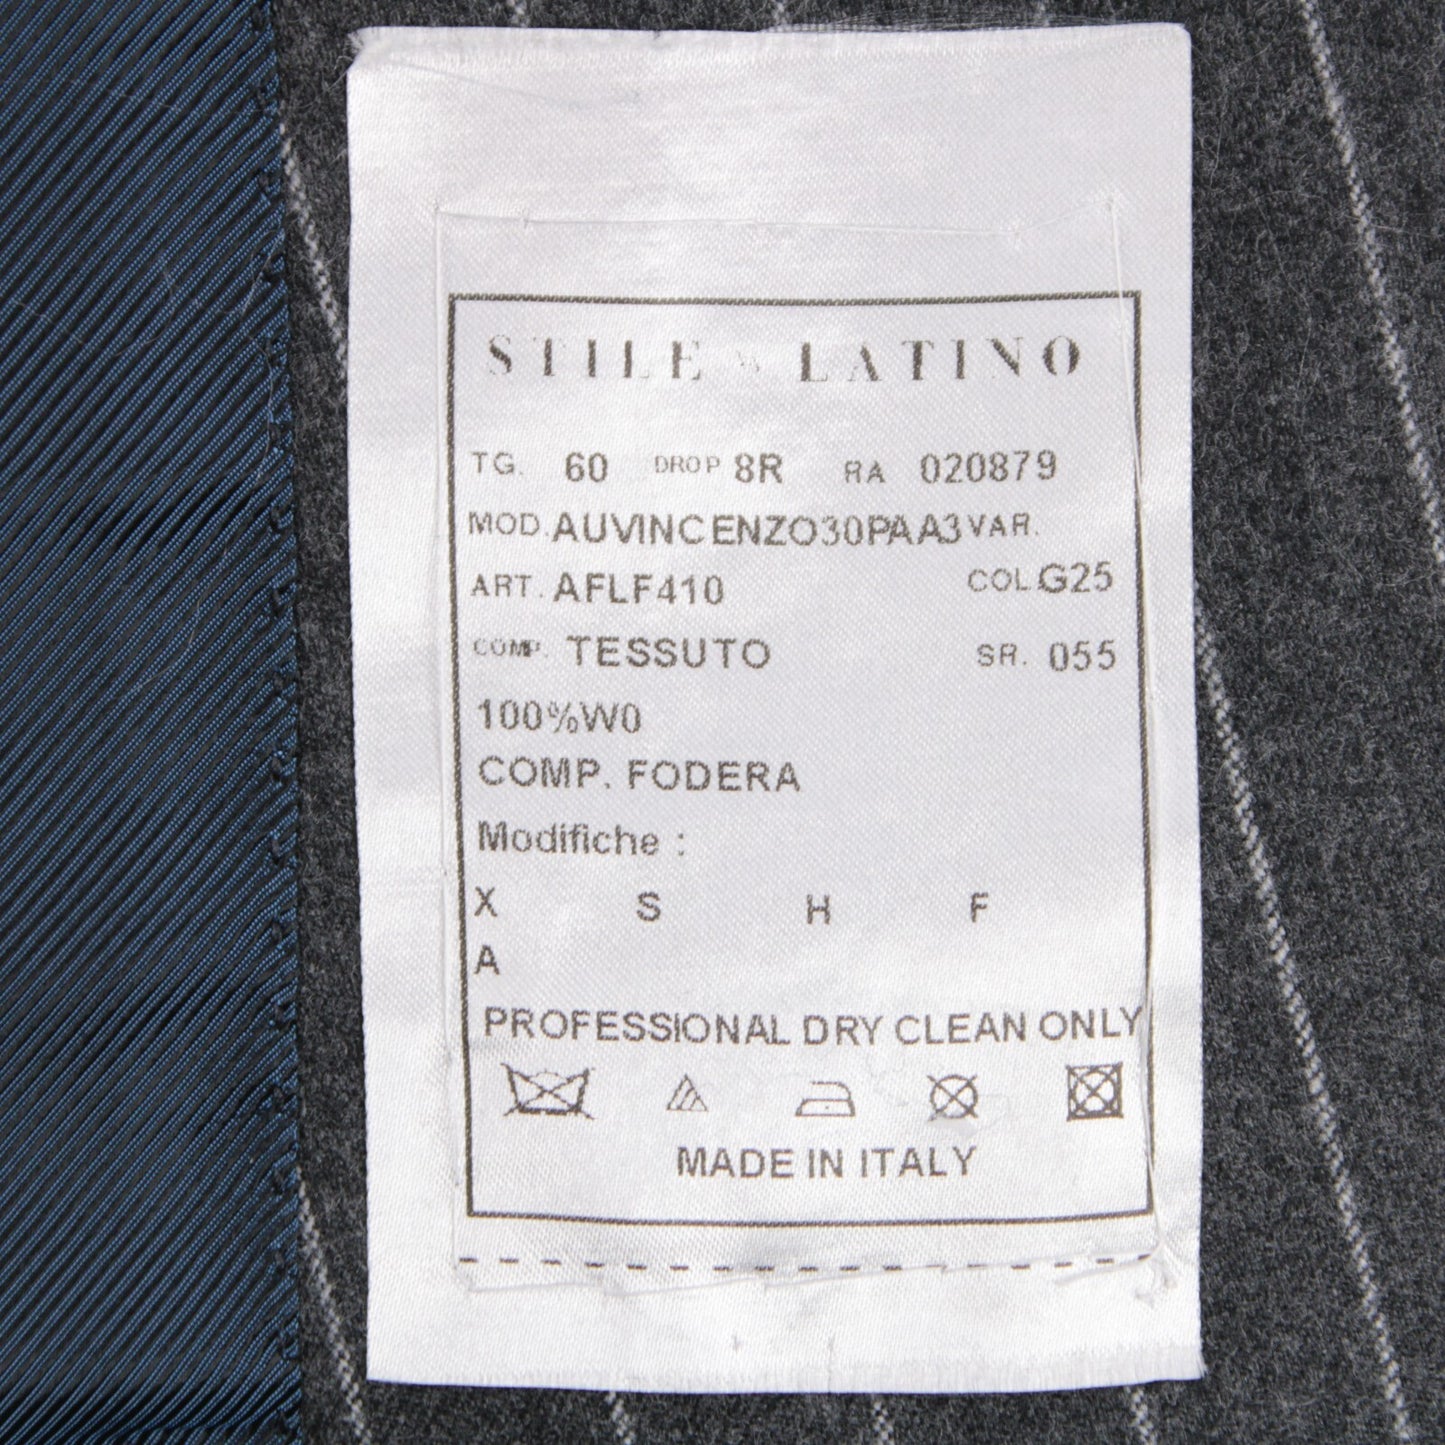 STILE LATINO
TG. 60 DROP 8R RA 020879
MOD. AUVINCENZO30PAA3 VAR.
ART. AFLF410 COL. G25
COMP. TESSUTO SR. 055
100%W0
COMP. FODERA
Modifiche :
X S H F
A
PROFESSIONAL DRY CLEAN ONLY
MADE IN ITALY